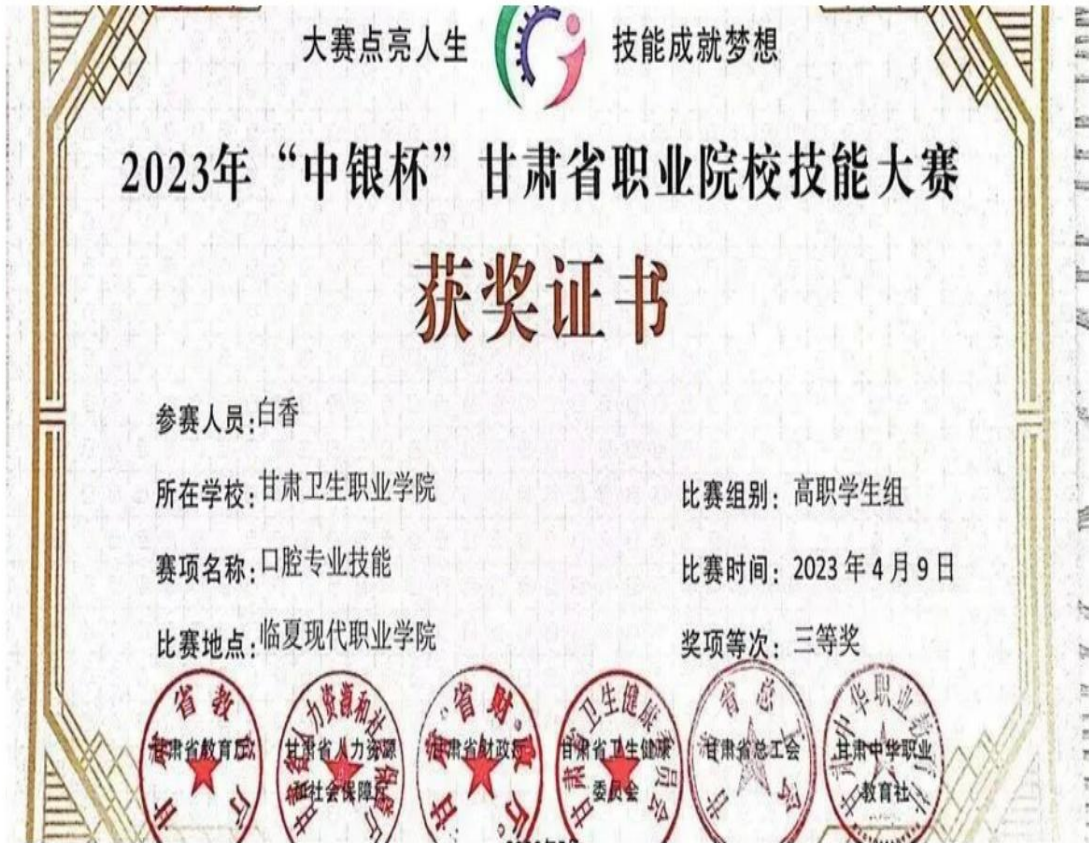 大赛点亮人生 技能成就梦想
2023年“中银杯”甘肃省职业院校技能大赛
获奖证书
参赛人员:白香
所在学校:甘肃卫生职业学院 比赛组别:高职学生组
赛项名称:口腔专业技能 比赛时间:2023年4月9日
比赛地点:临夏现代职业学院 奖项等次:三等奖
甘肃省教育厅 甘肃省人力资源 甘肃省财政厅 甘肃省卫生健康 甘肃省总工会 甘肃中华职业
和社会保障厅 委员会 教育社